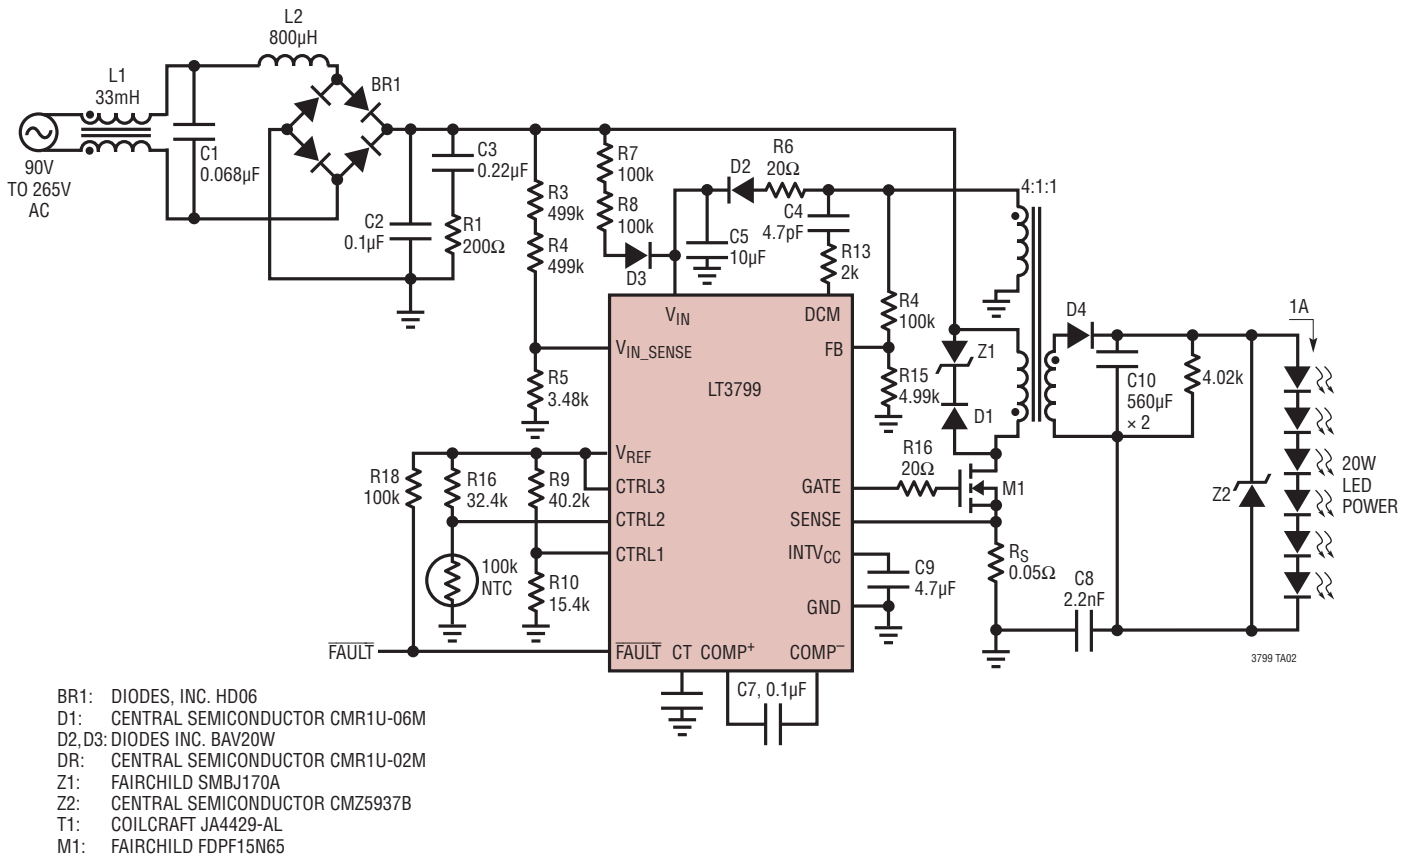 L2
800µH
L1
33mH
BR1
90V
TO 265V
AC
C1
0.068µF
C3
0.22µF
C2
0.1µF
R1
200Ω
R3
499k
R4
499k
R5
3.48k
R7
100k
R8
100k
D3
D2
R6
20Ω
C5
10µF
C4
4.7pF
R13
2k
R4
100k
R15
4.99k
4:1:1
Z1
D1
D4
1A
C10
560µF
× 2
4.02k
Z2
20W
LED
POWER
VIN
DCM
VIN_SENSE
FB
LT3799
VREF
CTRL3
CTRL2
CTRL1
GATE
SENSE
INTVCC
GND
FAULT CT COMP+ COMP–
R18
100k
R16
32.4k
R9
40.2k
100k
NTC
R10
15.4k
FAULT
R16
20Ω
M1
RS
0.05Ω
C9
4.7µF
C8
2.2nF
C7, 0.1µF
3799 TA02
BR1: DIODES, INC. HD06
D1: CENTRAL SEMICONDUCTOR CMR1U-06M
D2,D3: DIODES INC. BAV20W
DR: CENTRAL SEMICONDUCTOR CMR1U-02M
Z1: FAIRCHILD SMBJ170A
Z2: CENTRAL SEMICONDUCTOR CMZ5937B
T1: COILCRAFT JA4429-AL
M1: FAIRCHILD FDPF15N65